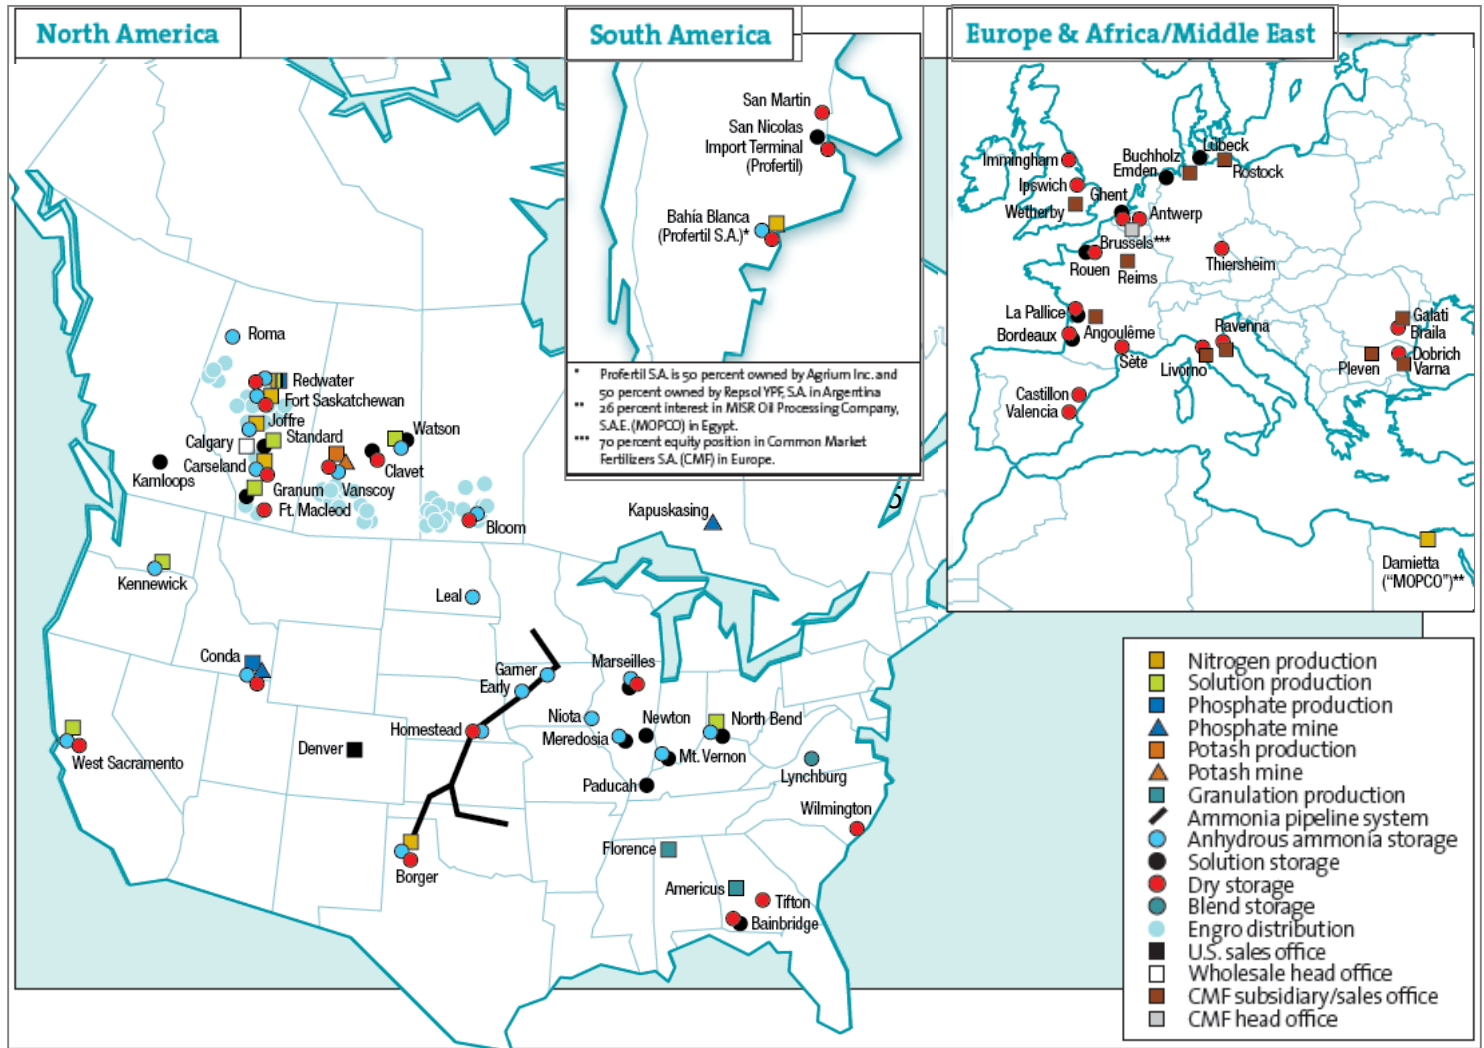 North America
South America
Europe & Africa/Middle East
San Martin
San Nicolas
Import Terminal
(Profertil)
Bahía Blanca
(Profertil S.A.)*
* Profertil S.A. is 50 percent owned by Agrium Inc. and
50 percent owned by Repsol YPF, S.A. in Argentina
** 26 percent interest in MISR Oil Processing Company,
S.A.E. (MOPCO) in Egypt.
*** 70 percent equity position in Common Market
Fertilizers S.A. (CMF) in Europe.
Immingham
Ipswich
Wetherby
Ghent
Buchholz
Emden
Lübeck
Rostock
Antwerp
Brussels***
Rouen
Reims
Thiersheim
La Pallice
Bordeaux
Angoulême
Sète
Ravenna
Livorno
Galati
Braila
Dobrich
Varna
Pleven
Castillon
Valencia
Damietta
("MOPCO")**
Roma
Redwater
Fort Saskatchewan
Joffre
Calgary
Standard
Carseland
Kamloops
Granum
Ft. Macleod
Vanscoy
Watson
Clavet
Bloom
Kapuskasing
5
Kennewick
Leal
Conda
Garner
Early
Marseilles
Homestead
Niota
Newton
North Bend
Meredosia
Mt. Vernon
West Sacramento
Denver
Paducah
Lynchburg
Wilmington
Florence
Borger
Americus
Tifton
Bainbridge
Nitrogen production
Solution production
Phosphate production
Phosphate mine
Potash production
Potash mine
Granulation production
Ammonia pipeline system
Anhydrous ammonia storage
Solution storage
Dry storage
Blend storage
Engro distribution
U.S. sales office
Wholesale head office
CMF subsidiary/sales office
CMF head office